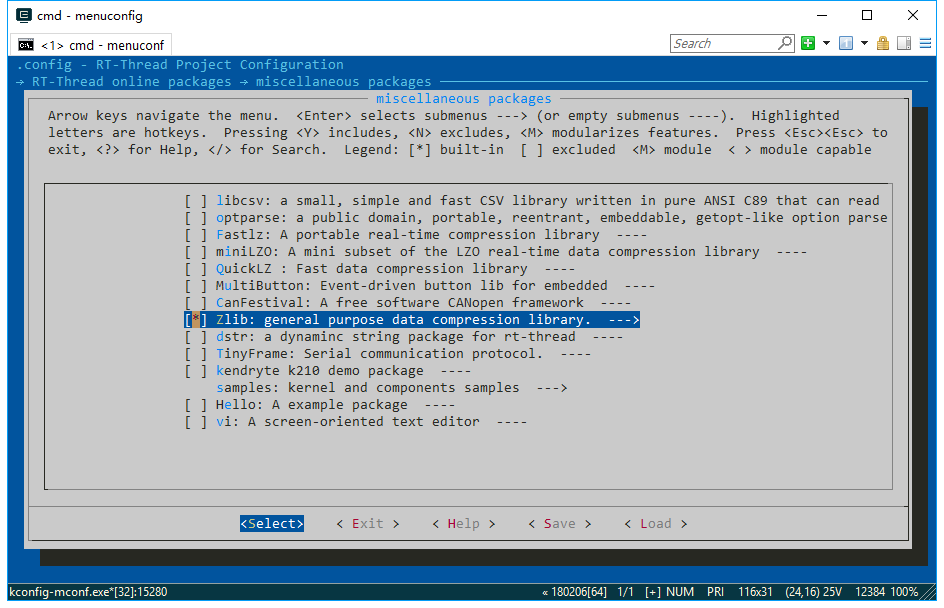 cmd - menuconfig
<1> cmd - menuconf
Search
.config - RT-Thread Project Configuration
→ RT-Thread online packages → miscellaneous packages
miscellaneous packages
Arrow keys navigate the menu.  <Enter> selects submenus ---> (or empty submenus ----).  Highlighted
letters are hotkeys.  Pressing <Y> includes, <N> excludes, <M> modularizes features.  Press <Esc><Esc> to
exit, <?> for Help, </> for Search.  Legend: [*] built-in  [ ] excluded  <M> module  < > module capable
[ ] libcsv: a small, simple and fast CSV library written in pure ANSI C89 that can read
[ ] optparse: a public domain, portable, reentrant, embeddable, getopt-like option parse
[ ] Fastlz: A portable real-time compression library  ----
[ ] miniLZO: A mini subset of the LZO real-time data compression library  ----
[ ] QuickLZ : Fast data compression library  ----
[ ] MultiButton: Event-driven button lib for embedded  ----
[ ] CanFestival: A free software CANopen framework  ----
[*] Zlib: general purpose data compression library.  --->
[ ] dstr: a dynaminc string package for rt-thread  ----
[ ] TinyFrame: Serial communication protocol.  ----
[ ] kendryte k210 demo package  ----
samples: kernel and components samples  --->
[ ] Hello: A example package  ----
[ ] vi: A screen-oriented text editor  ----
<Select>    < Exit >    < Help >    < Save >    < Load >
kconfig-mconf.exe*[32]:15280    « 180206[64]  1/1  [+] NUM  PRI  116x31  (24,16) 25V  12384 100%